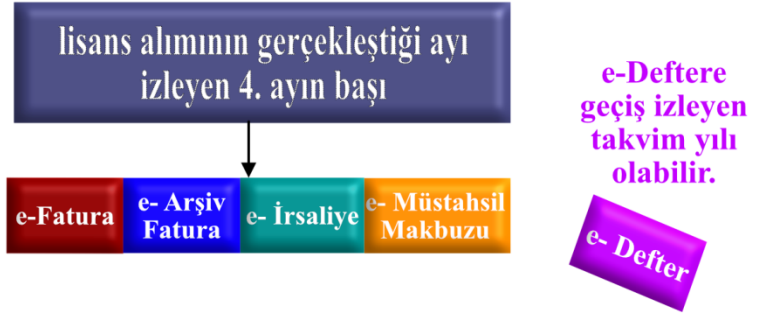 lisans alımının gerçekleştiği ayı
izleyen 4. ayın başı
e-Fatura
e- Arşiv
Fatura
e- İrsaliye
e- Müstahsil
Makbuzu
e-Deftere
geçiş izleyen
takvim yılı
olabilir.
e- Defter